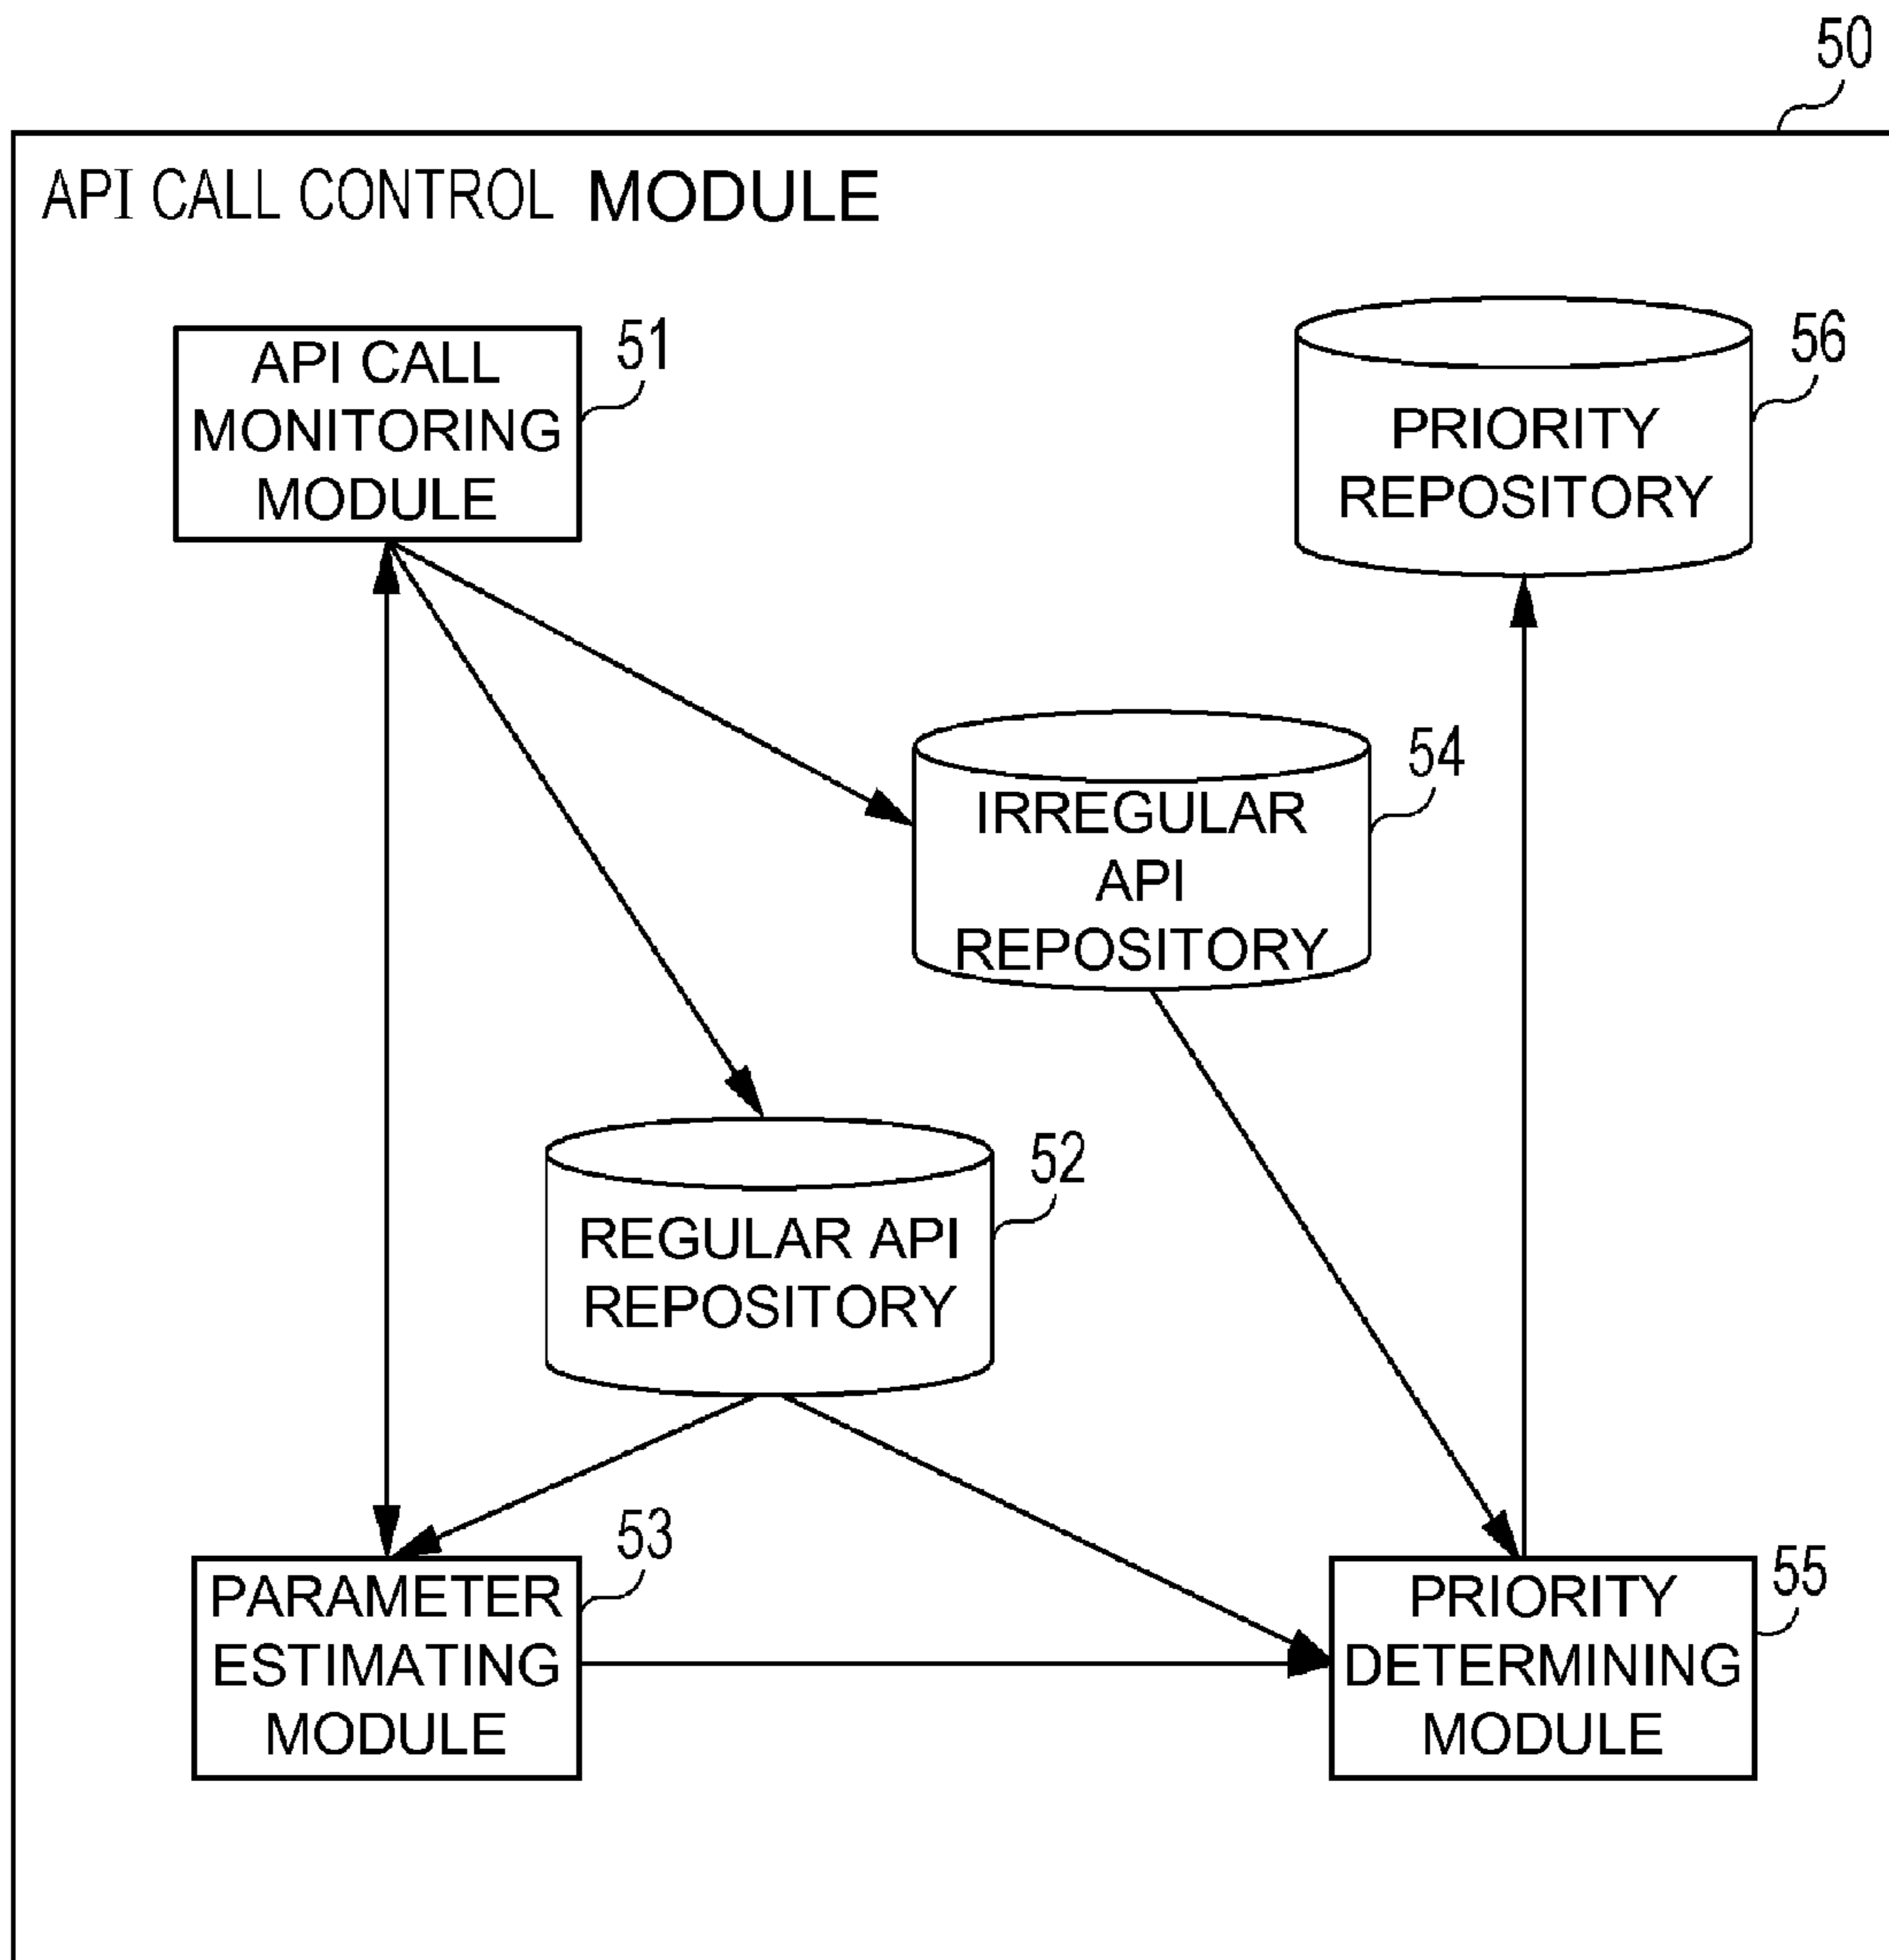 50
API CALL CONTROL MODULE
API CALL
MONITORING
MODULE
51
PRIORITY
REPOSITORY
56
IRREGULAR
API
REPOSITORY
54
REGULAR API
REPOSITORY
52
PARAMETER
ESTIMATING
MODULE
53
PRIORITY
DETERMINING
MODULE
55